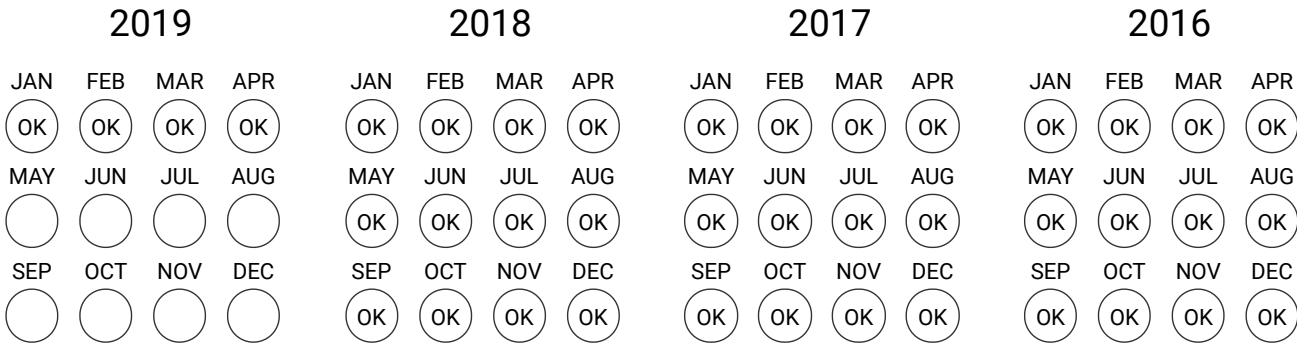 2019 2018 2017 2016
JAN FEB MAR APR JAN FEB MAR APR JAN FEB MAR APR JAN FEB MAR APR
OK OK OK OK OK OK OK OK OK OK OK OK OK OK OK OK
MAY JUN JUL AUG MAY JUN JUL AUG MAY JUN JUL AUG MAY JUN JUL AUG
OK OK OK OK OK OK OK OK OK OK OK OK
SEP OCT NOV DEC SEP OCT NOV DEC SEP OCT NOV DEC SEP OCT NOV DEC
OK OK OK OK OK OK OK OK OK OK OK OK